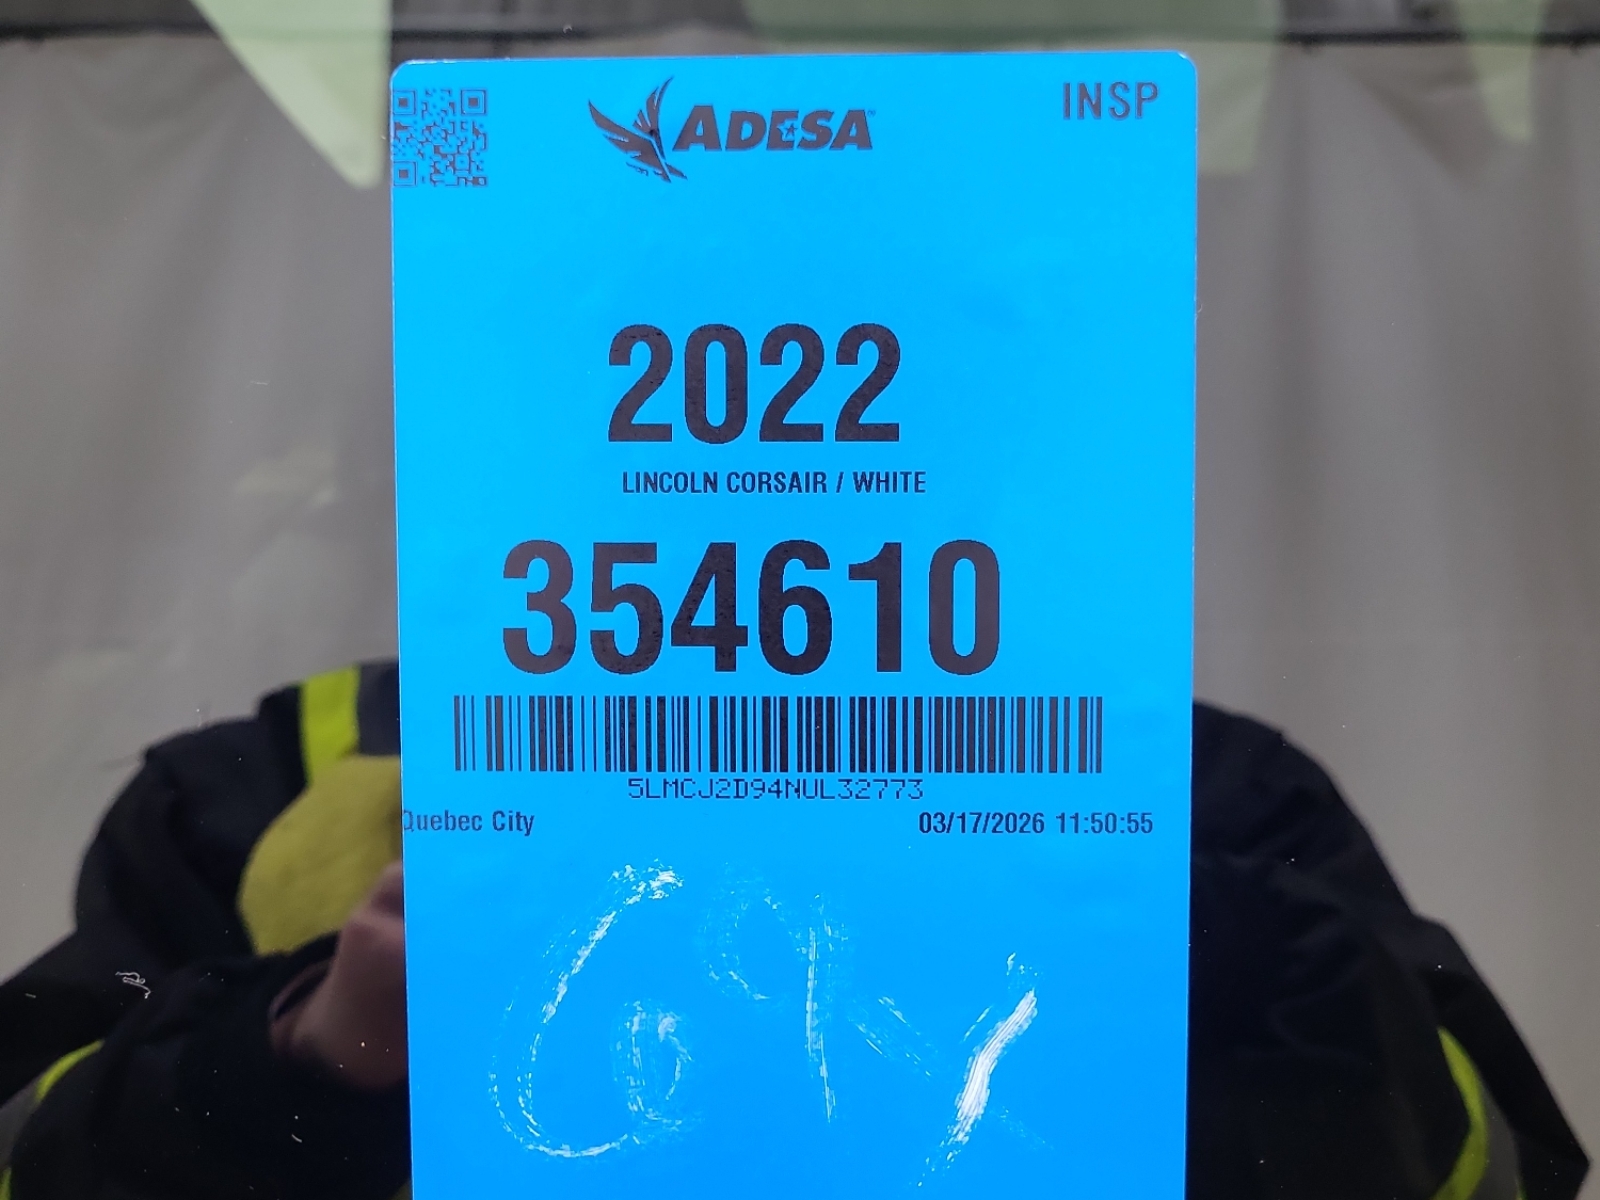 ADESA
INSP
2022
LINCOLN CORSAIR / WHITE
354610
5LMCJ2D94NUL32773
Quebec City
03/17/2026 11:50:55